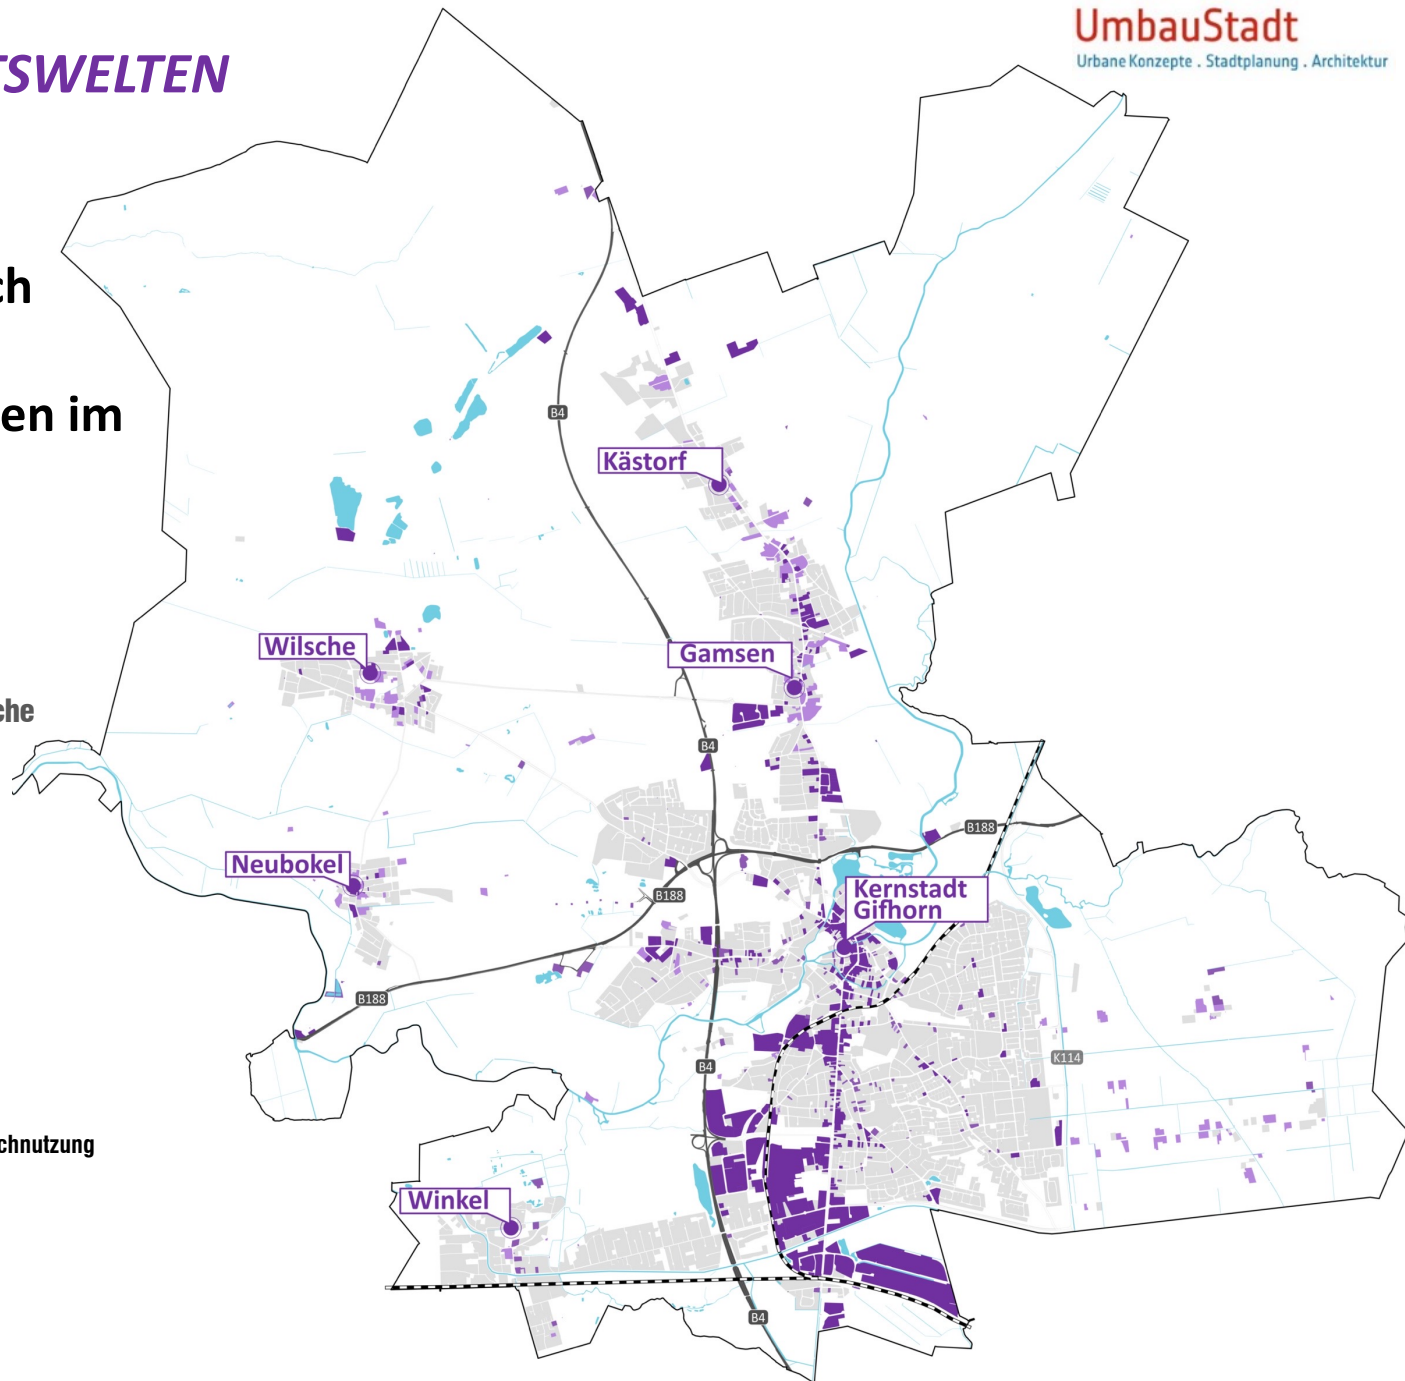 UmbauStadt
Urbane Konzepte . Stadtplanung . Architektur
TSWELTEN
ch
en im
B4
Kästorf
Wilsche
Gamsen
che
B4
B188
Neubokel
Kernstadt
Gifhorn
B188
B188
K114
B4
chnutzung
Winkel
B4